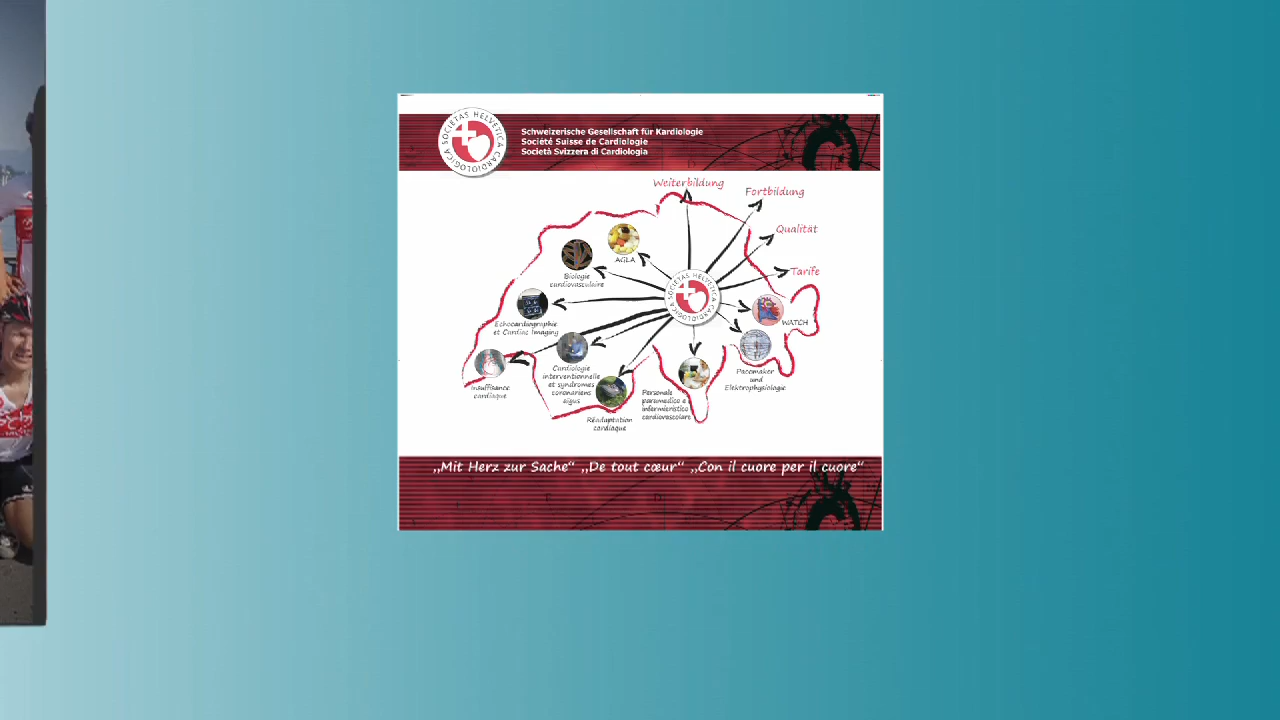 SOCIETAS HELVETICA CARDIOLOGICA
Schweizerische Gesellschaft für Kardiologie
Société Suisse de Cardiologie
Società Svizzera di Cardiologia
Weiterbildung
Fortbildung
Qualität
Tarife
AGLA
Biologie
cardiovasculaire
SOCIETAS HELVETICA CARDIOLOGICA
Echocardiographie
et Cardiac Imaging
WATCH
Insuffisance
cardiaque
Cardiologie
interventionnelle
et syndromes
coronariens
aigus
Pacemaker
und
Elektrophysiologie
Réadaptation
cardiaque
Personale
paramedico e
infermieristico
cardiovascolare
„Mit Herz zur Sache“ „De tout cœur“ „Con il cuore per il cuore“